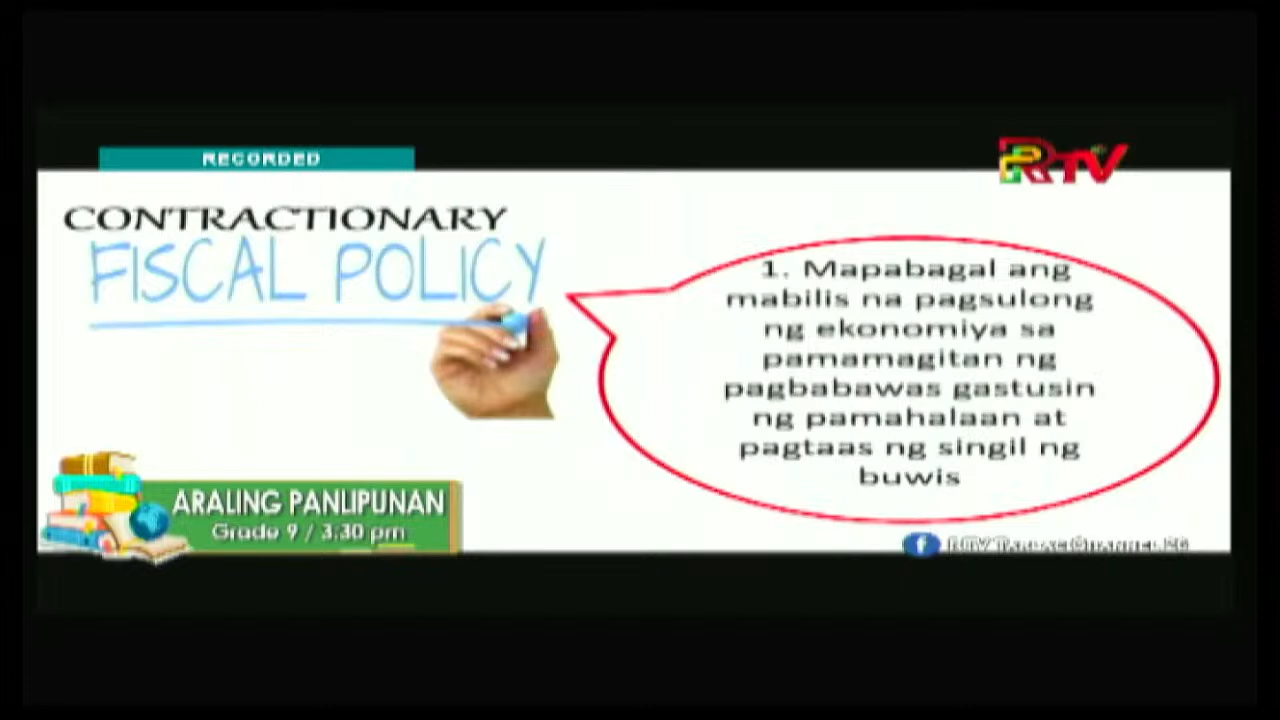 RECORDED
RTV
CONTRACTIONARY
FISCAL POLICY
1. Mapabagal ang
mabilis na pagsulong
ng ekonomiya sa
pamamagitan ng
pagbabawas gastusin
ng pamahalaan at
pagtaas ng singil ng
buwis
ARALING PANLIPUNAN
Grade 9 / 3:30 pm
f